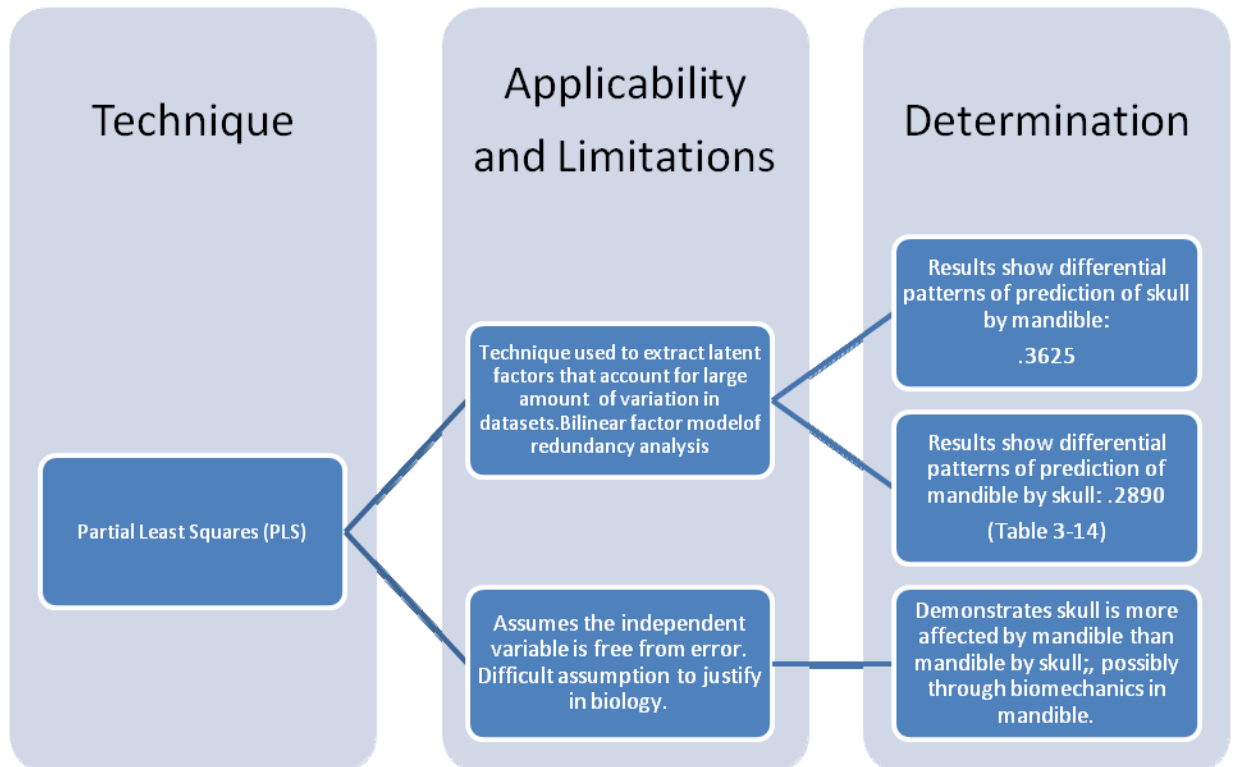 Technique
Applicability
and Limitations
Determination
Partial Least Squares (PLS)
Technique used to extract latent
factors that account for large
amount of variation in
datasets.Bilinear factor modelof
redundancy analysis
Assumes the independent
variable is free from error.
Difficult assumption to justify
in biology.
Results show differential
patterns of prediction of skull
by mandible:
.3625
Results show differential
patterns of prediction of
mandible by skull: .2890
(Table 3-14)
Demonstrates skull is more
affected by mandible than
mandible by skull;, possibly
through biomechanics in
mandible.